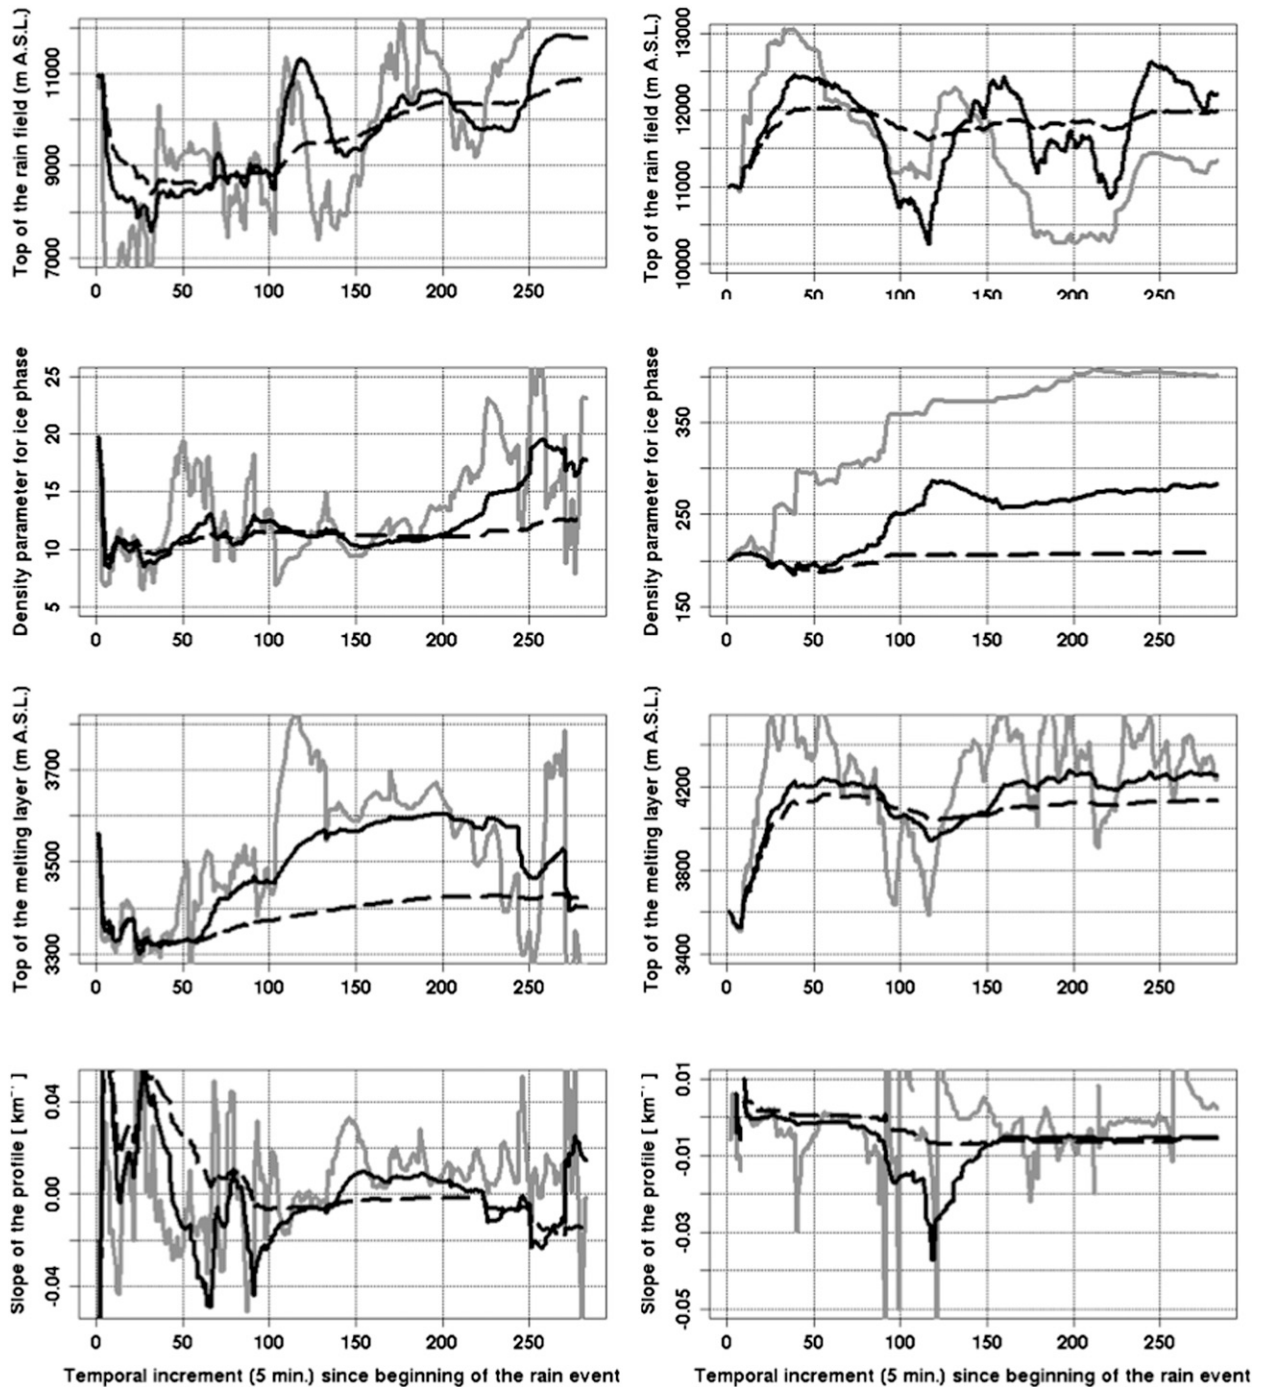 Top of the rain field (m A.S.L.)
7000 9000 11000
0 50 100 150 200 250
Top of the rain field (m A.S.L.)
10000 11000 12000 13000
0 50 100 150 200 250
Density parameter for ice phase
5 10 15 20 25
0 50 100 150 200 250
Density parameter for ice phase
150 250 350
0 50 100 150 200 250
Top of the melting layer (m A.S.L.)
3300 3500 3700
0 50 100 150 200 250
Top of the melting layer (m A.S.L.)
3400 3800 4200
0 50 100 150 200 250
Slope of the profile [ km⁻¹ ]
-0.04 0.00 0.04
0 50 100 150 200 250
Temporal increment (5 min.) since beginning of the rain event
Slope of the profile [ km⁻¹ ]
-0.05 -0.03 -0.01 0.01
0 50 100 150 200 250
Temporal increment (5 min.) since beginning of the rain event